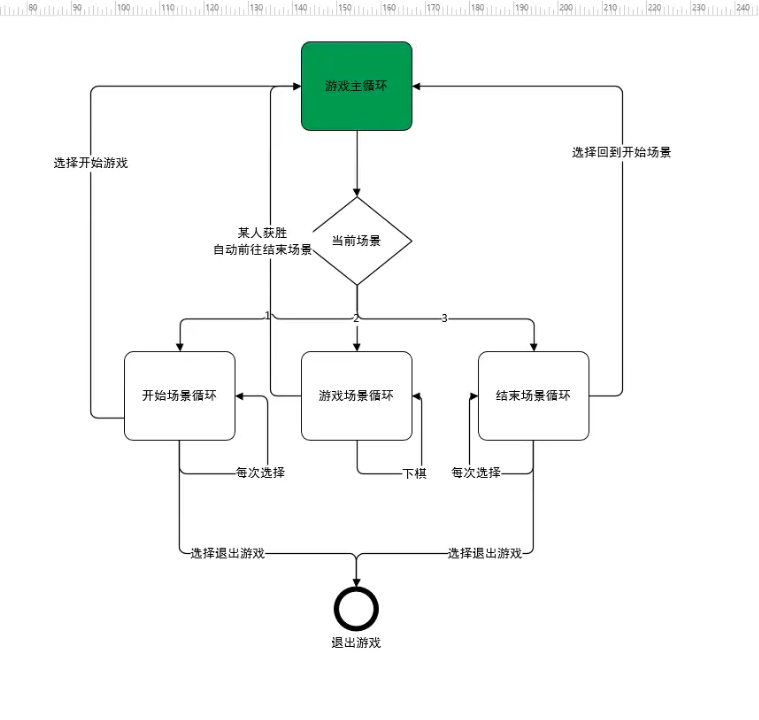 80 90 100 110 120 130 140 150 160 170 180 190 200 210 220 230 240
游戏主循环
选择回到开始场景
选择开始游戏
某人获胜
自动前往结束场景
当前场景
1
2
3
开始场景循环
游戏场景循环
结束场景循环
每次选择
下棋
每次选择
选择退出游戏
选择退出游戏
退出游戏